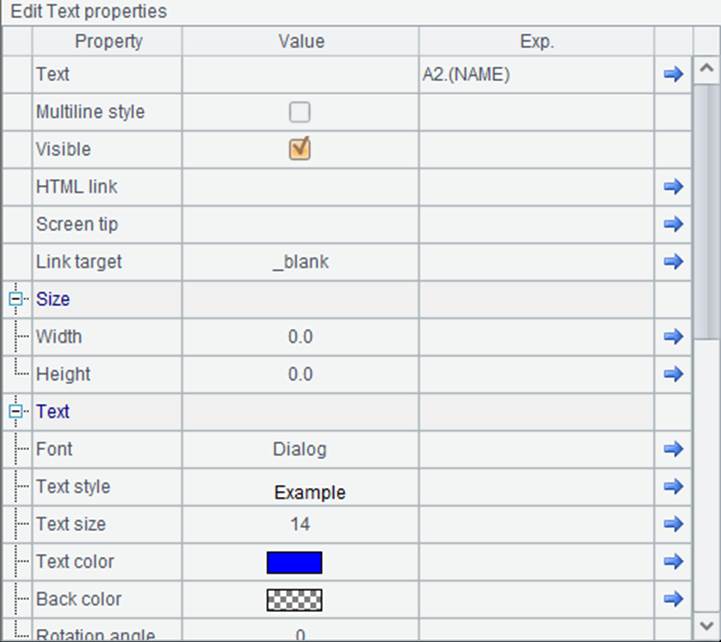 Edit Text properties
Property Value Exp.
Text A2.(NAME)
Multiline style
Visible
HTML link
Screen tip
Link target _blank
Size
Width 0.0
Height 0.0
Text
Font Dialog
Text style Example
Text size 14
Text color
Back color
Rotation angle 0